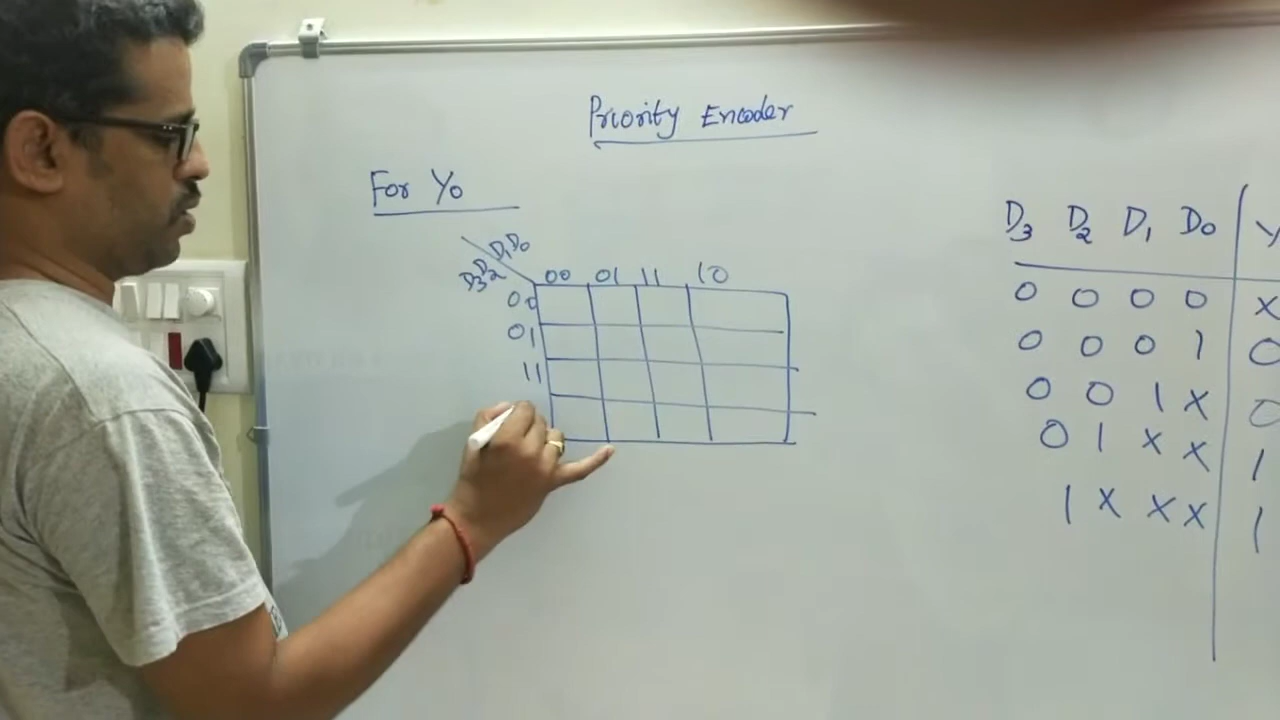 Priority Encoder
For Y0
D1D0
D3D2
00 01 11 10
00
01
11
D3 D2 D1 D0 Y
0 0 0 0 X
0 0 0 1 0
0 0 1 X 0
0 1 X X 1
1 X X X 1